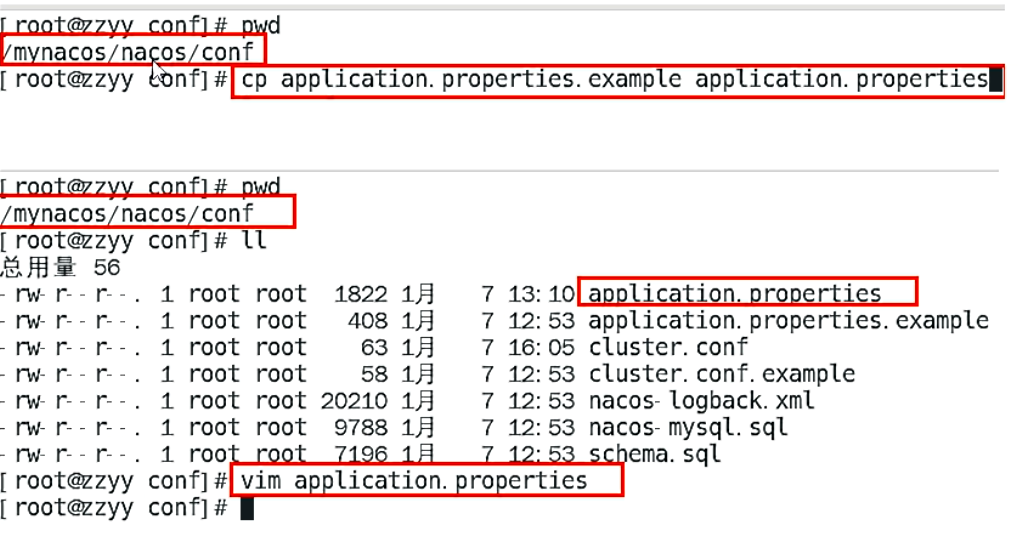 [root@zzyy conf]# pwd
/mynacos/nacos/conf
[root@zzyy conf]# cp application.properties.example application.properties
[root@zzyy conf]# pwd
/mynacos/nacos/conf
[root@zzyy conf]# ll
总用量 56
-rw-r--r--. 1 root root 1822 1月 7 13:10 application.properties
-rw-r--r--. 1 root root 408 1月 7 12:53 application.properties.example
-rw-r--r--. 1 root root 63 1月 7 16:05 cluster.conf
-rw-r--r--. 1 root root 58 1月 7 12:53 cluster.conf.example
-rw-r--r--. 1 root root 20210 1月 7 12:53 nacos-logback.xml
-rw-r--r--. 1 root root 9788 1月 7 12:53 nacos-mysql.sql
-rw-r--r--. 1 root root 7196 1月 7 12:53 schema.sql
[root@zzyy conf]# vim application.properties
[root@zzyy conf]#